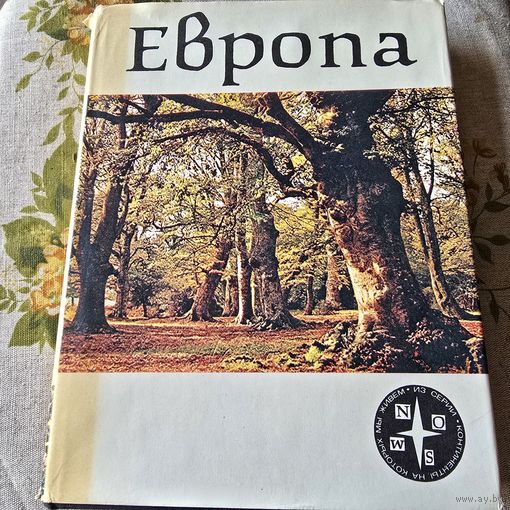 Европа
ИЗ СЕРИИ • КОНТИНЕНТЫ, НА КОТОРЫХ МЫ ЖИВЕМ •
N
O
W
S
www.ay.by